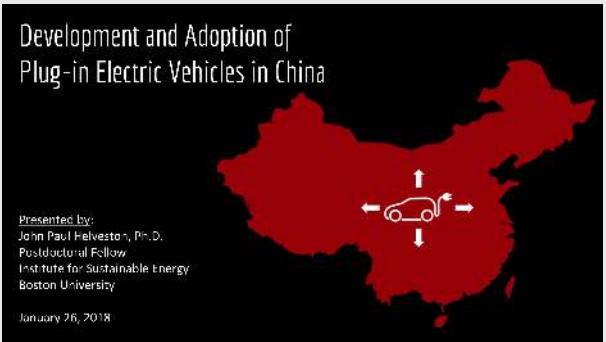 Development and Adoption of
Plug-in Electric Vehicles in China
Presented by:
John Paul Helveston, Ph.D.
Postdoctoral Fellow
Institute for Sustainable Energy
Boston University
January 26, 2018